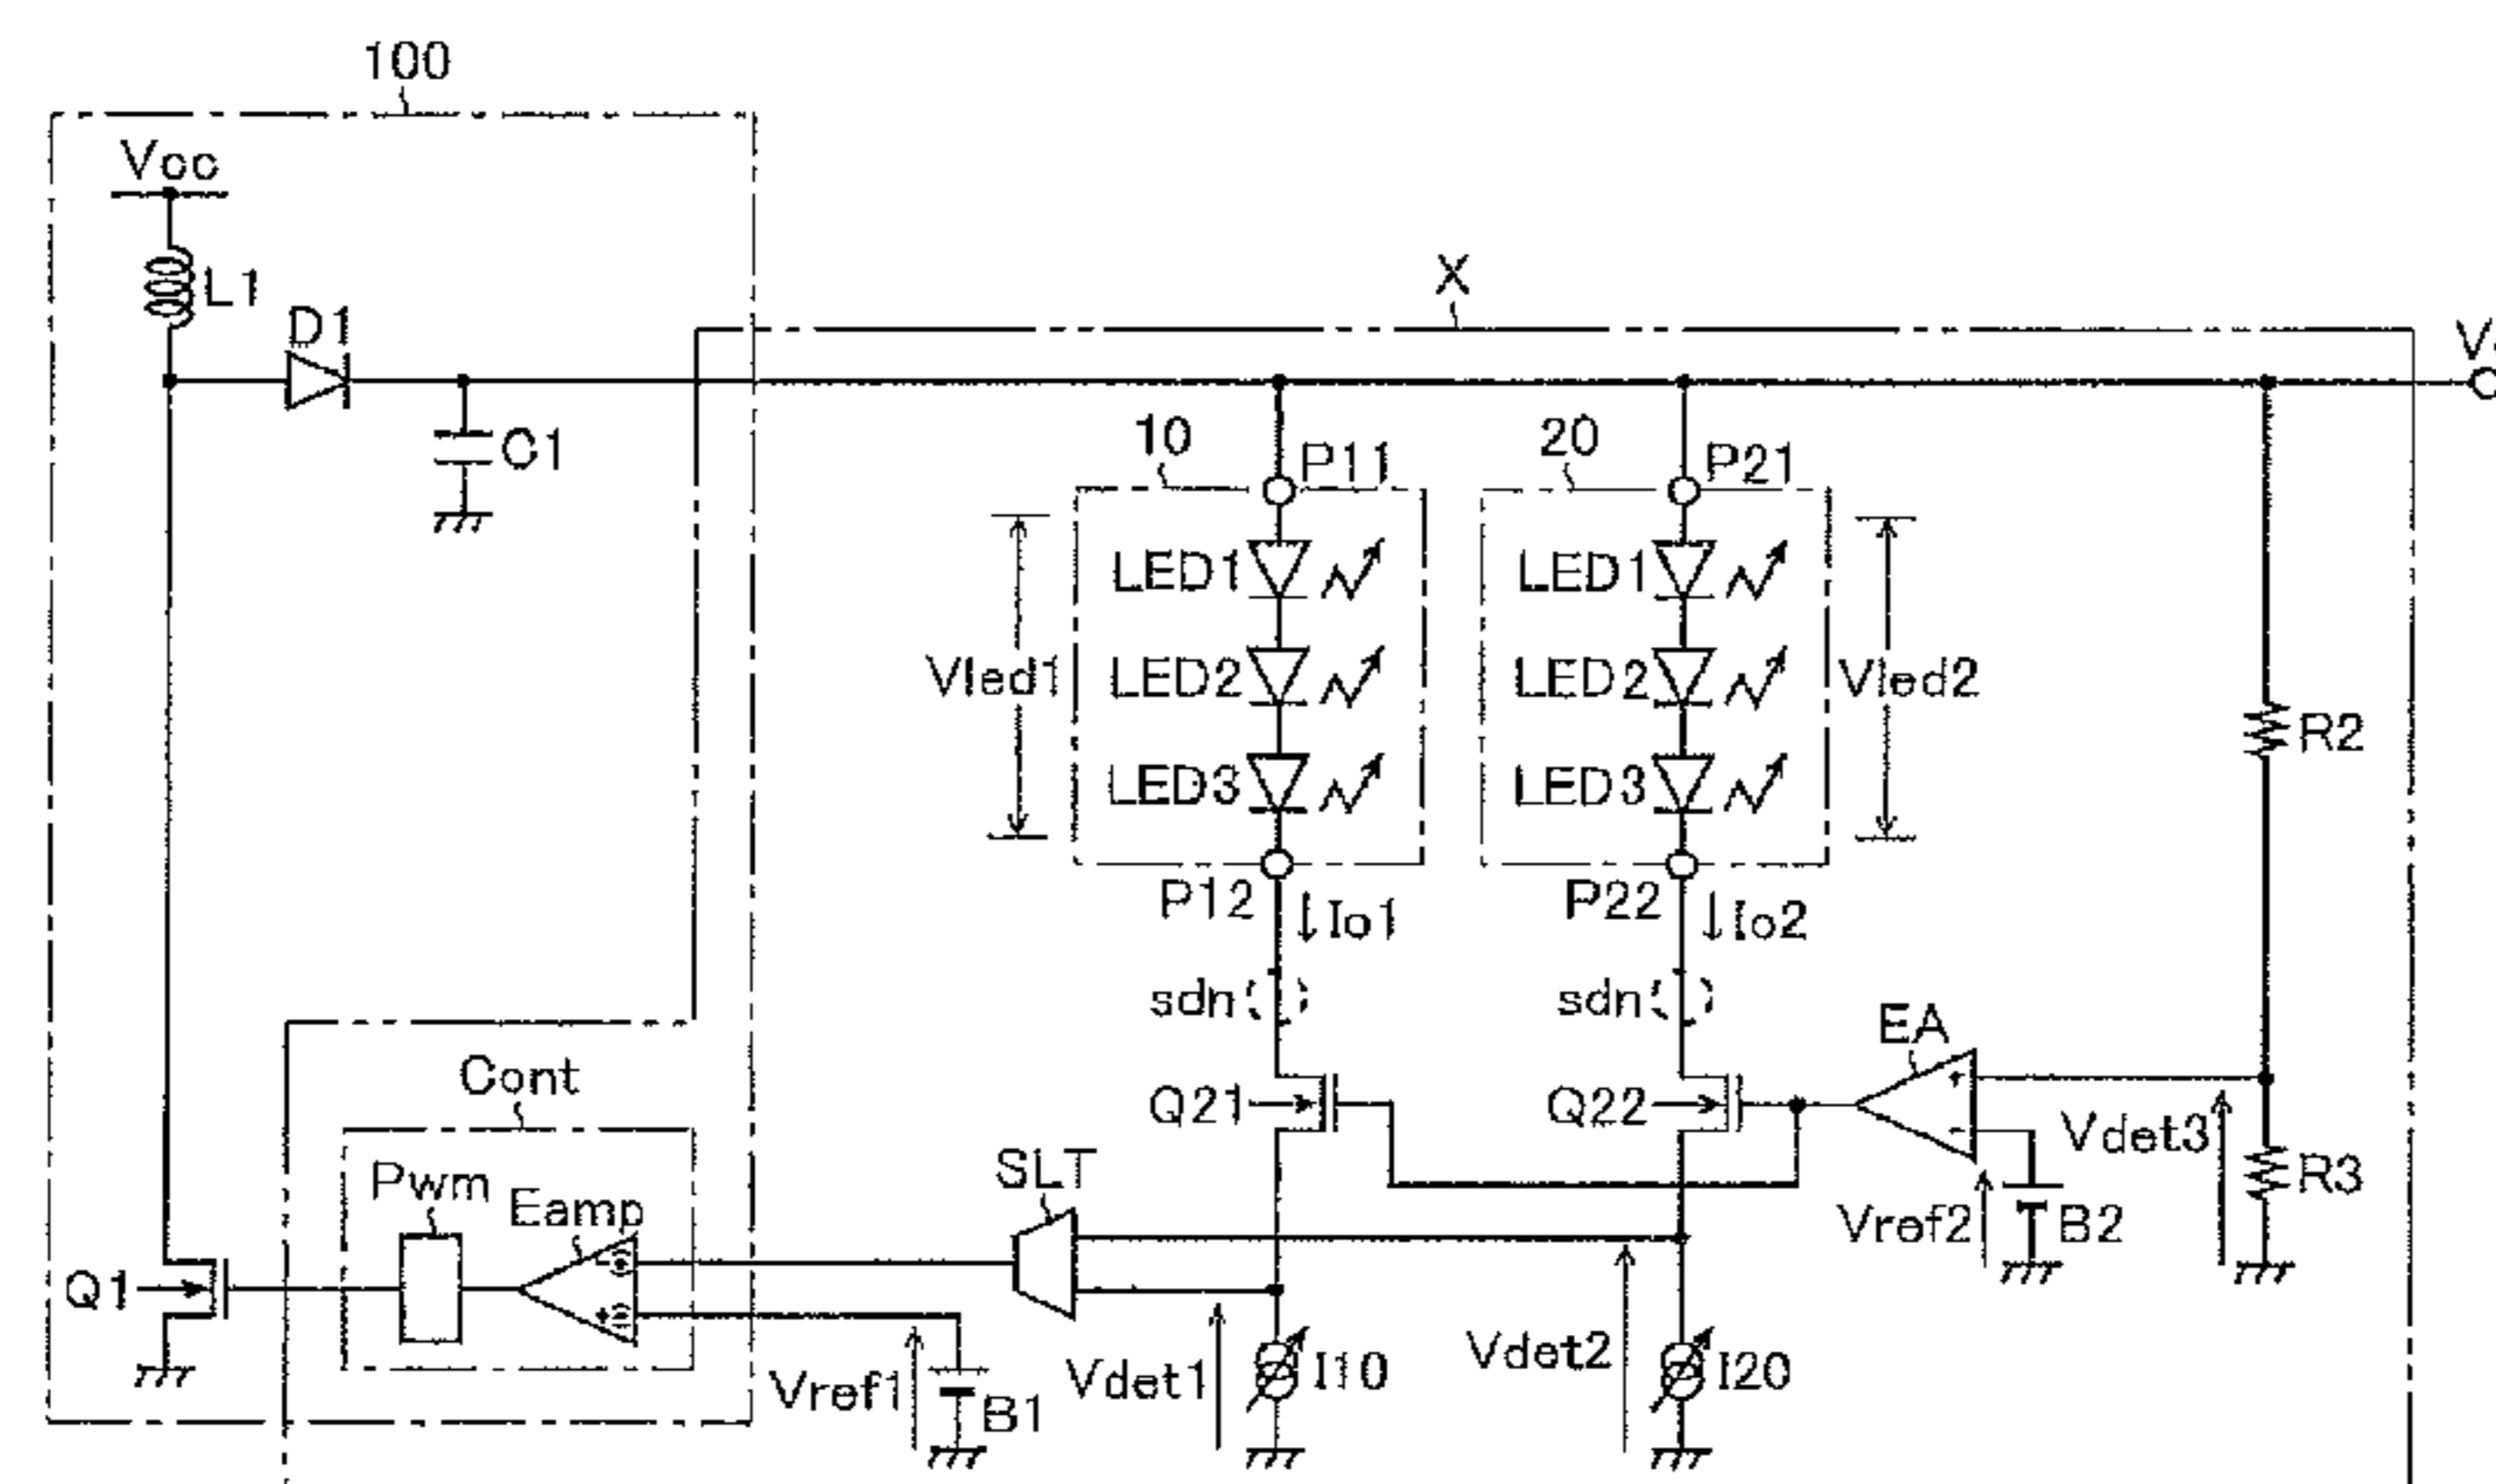 100
Vcc
L1
D1
C1
X
10
P11
20
P21
LED1
LED1
Vled1
LED2
LED2
Vled2
LED3
LED3
R2
P12
Io1
P22
Io2
sdn
sdn
EA
Cont
Q21
Q22
+
-
Vdet3
R3
Pwm
Eamp
SLT
Vref2
B2
Q1
Vref1
B1
Vdet1
I10
Vdet2
I20